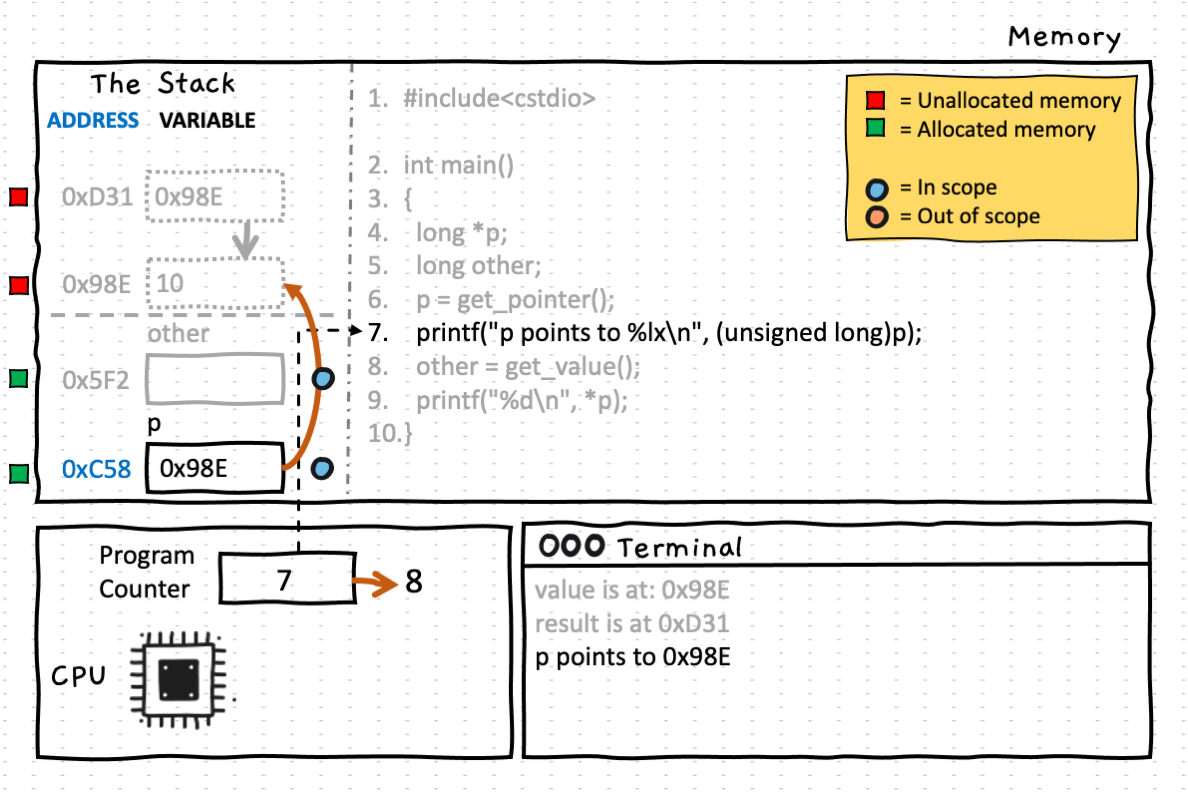 Memory
The Stack
ADDRESS VARIABLE
0xD31 0x98E
0x98E 10
other
0x5F2
p
0xC58 0x98E
1. #include<cstdio>
2. int main()
3. {
4. long *p;
5. long other;
6. p = get_pointer();
7. printf("p points to %lx\n", (unsigned long)p);
8. other = get_value();
9. printf("%d\n", *p);
10.}
= Unallocated memory
= Allocated memory
= In scope
= Out of scope
Program
Counter
7 8
CPU
Terminal
value is at: 0x98E
result is at 0xD31
p points to 0x98E